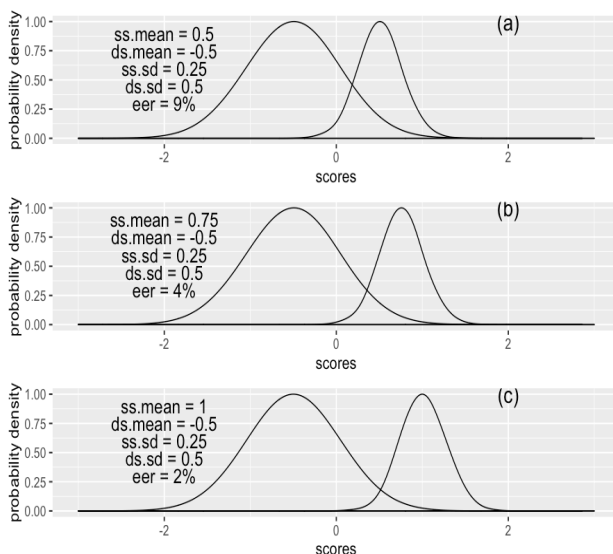 (a)
ss.mean = 0.5
ds.mean = -0.5
ss.sd = 0.25
ds.sd = 0.5
eer = 9%
probability density
1.00
0.75
0.50
0.25
0.00
-2 0 2
scores
(b)
ss.mean = 0.75
ds.mean = -0.5
ss.sd = 0.25
ds.sd = 0.5
eer = 4%
probability density
1.00
0.75
0.50
0.25
0.00
-2 0 2
scores
(c)
ss.mean = 1
ds.mean = -0.5
ss.sd = 0.25
ds.sd = 0.5
eer = 2%
probability density
1.00
0.75
0.50
0.25
0.00
-2 0 2
scores